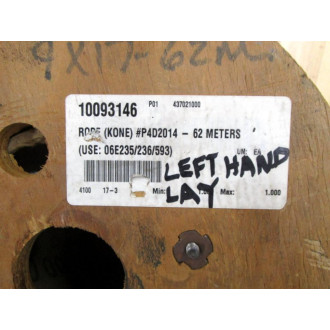 9X17-62M
10093146 P01 437021000
ROPE (KONE) #P4D2014 - 62 METERS
(USE: 06E235/236/593) UM: EA
LEFT HAND
LAY
4100 17-3 Min: Max: 1.000